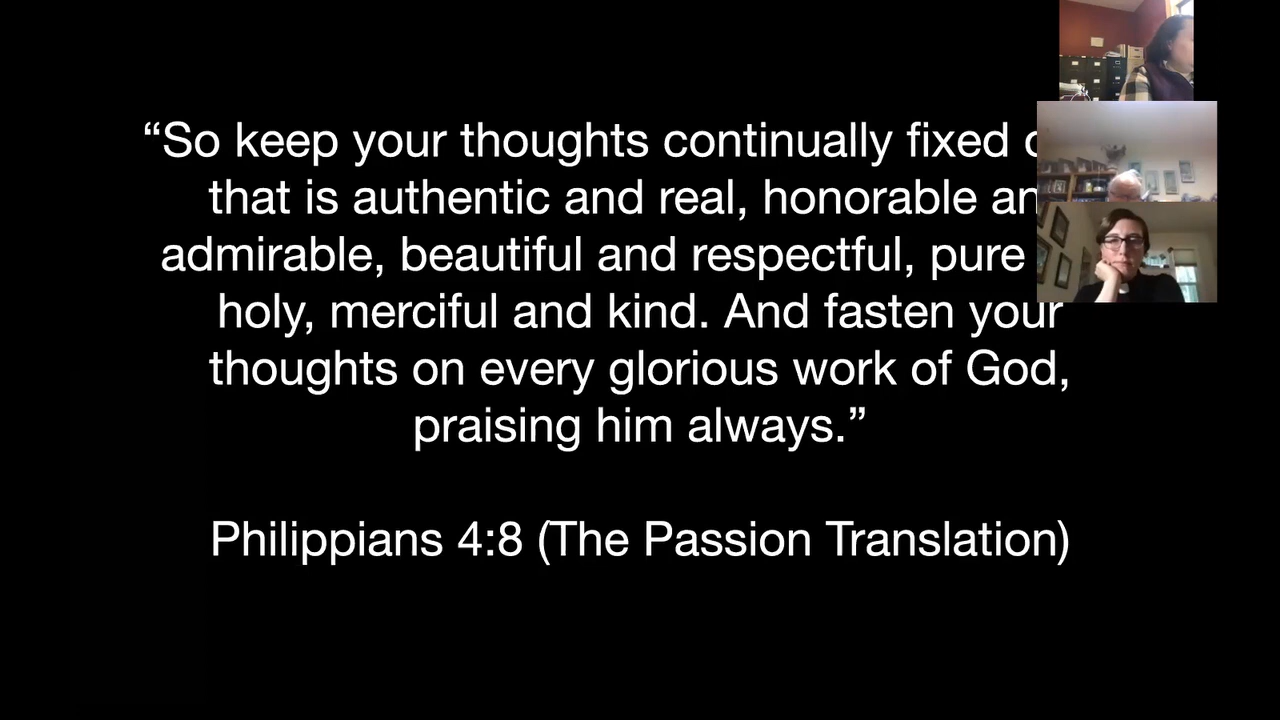 “So keep your thoughts continually fixed
that is authentic and real, honorable
admirable, beautiful and respectful, pure
holy, merciful and kind. And fasten your
thoughts on every glorious work of God,
praising him always.”
Philippians 4:8 (The Passion Translation)